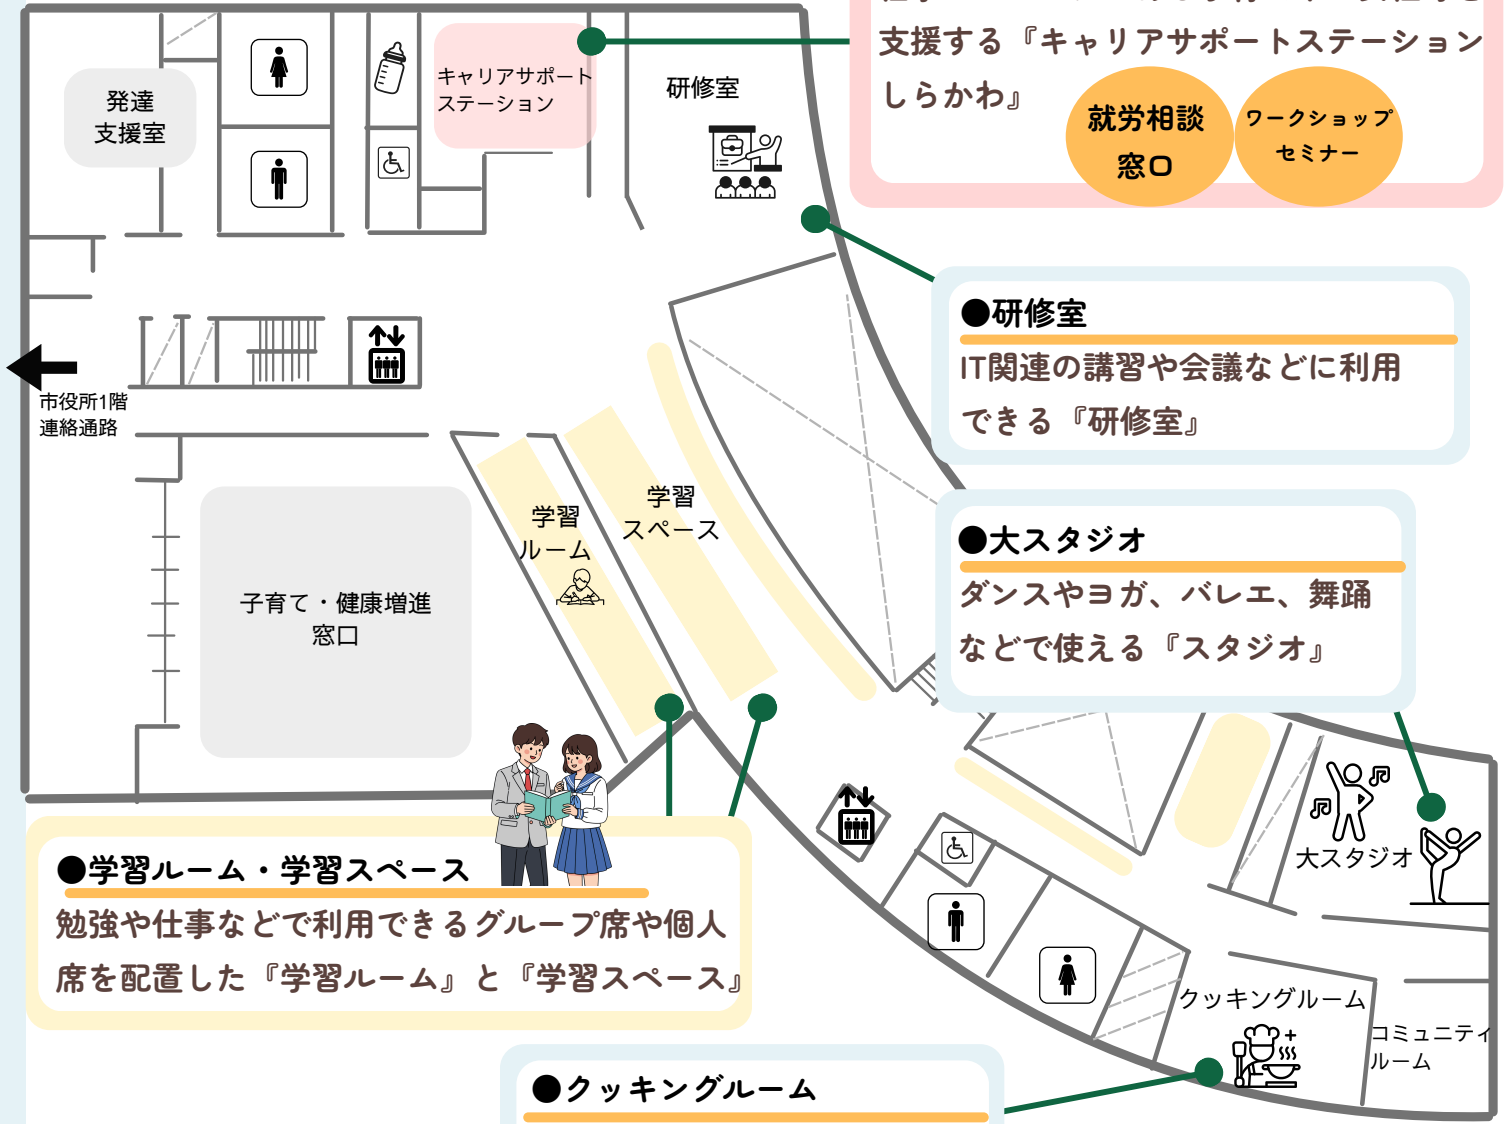 支援する『キャリアサポートステーション
しらかわ』
就労相談
窓口
ワークショップ
セミナー
発達
支援室
キャリアサポート
ステーション
研修室
●研修室
IT関連の講習や会議などに利用
できる『研修室』
市役所1階
連絡通路
学習
ルーム
学習
スペース
●大スタジオ
ダンスやヨガ、バレエ、舞踊
などで使える『スタジオ』
子育て・健康増進
窓口
大スタジオ
●学習ルーム・学習スペース
勉強や仕事などで利用できるグループ席や個人
席を配置した『学習ルーム』と『学習スペース』
クッキングルーム
コミュニティ
ルーム
●クッキングルーム